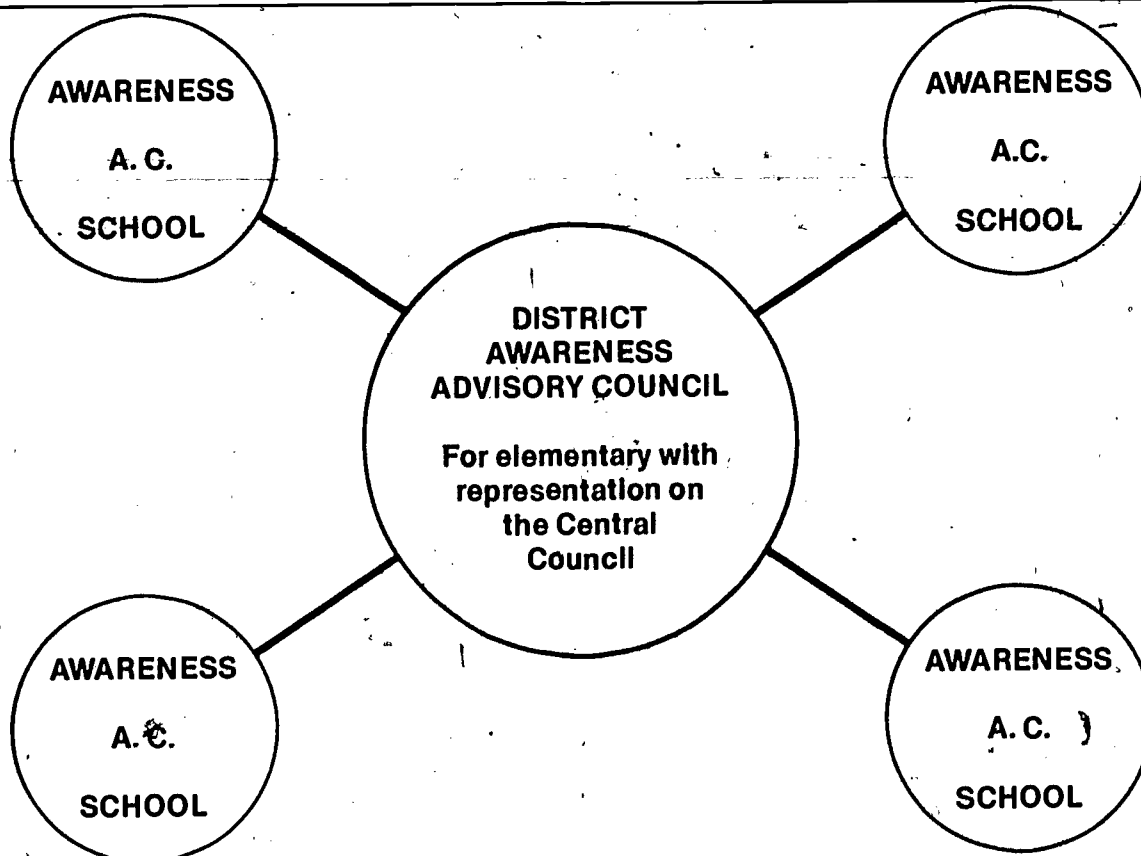 AWARENESS
A. C.
SCHOOL
AWARENESS
A.C.
SCHOOL
DISTRICT
AWARENESS
ADVISORY COUNCIL
For elementary with
representation on
the Central
Council
AWARENESS
A. C.
SCHOOL
AWARENESS
A. C.
SCHOOL